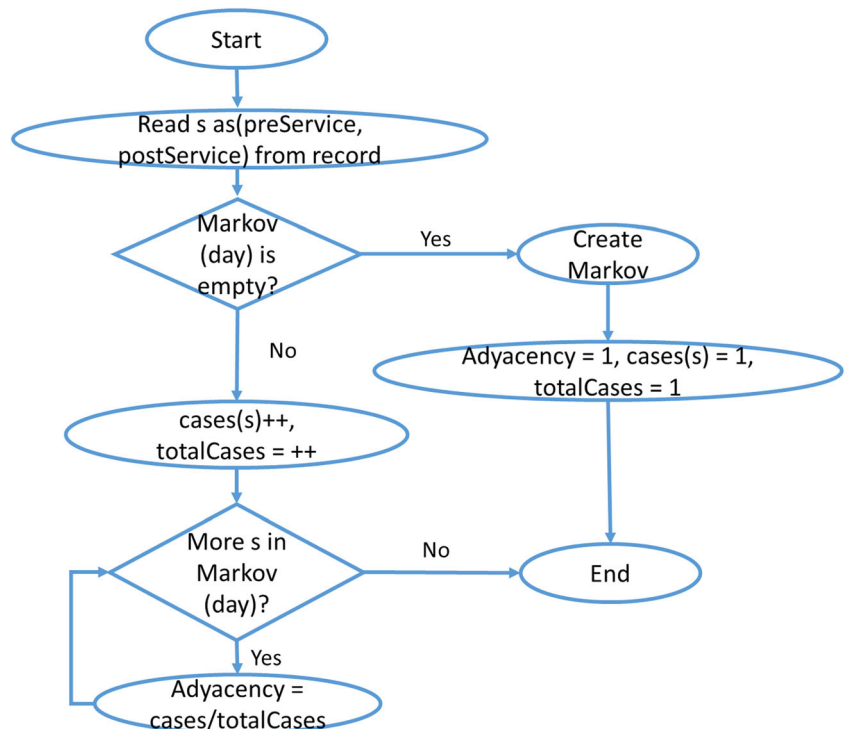 Start
Read s as(preService,
postService) from record
Markov
(day) is
empty?
Yes
Create
Markov
No
Adyacency = 1, cases(s) = 1,
totalCases = 1
cases(s)++,
totalCases = ++
More s in
Markov
(day)?
No
End
Yes
Adyacency =
cases/totalCases